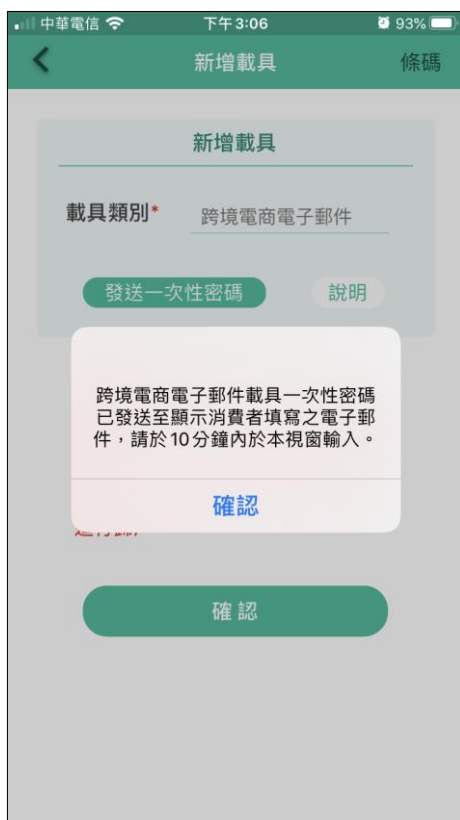 中華電信 下午3:06 93%
新增載具 條碼
新增載具
載具類別* 跨境電商電子郵件
發送一次性密碼 說明
跨境電商電子郵件載具一次性密碼
已發送至顯示消費者填寫之電子郵
件，請於10分鐘內於本視窗輸入。
確認
確認